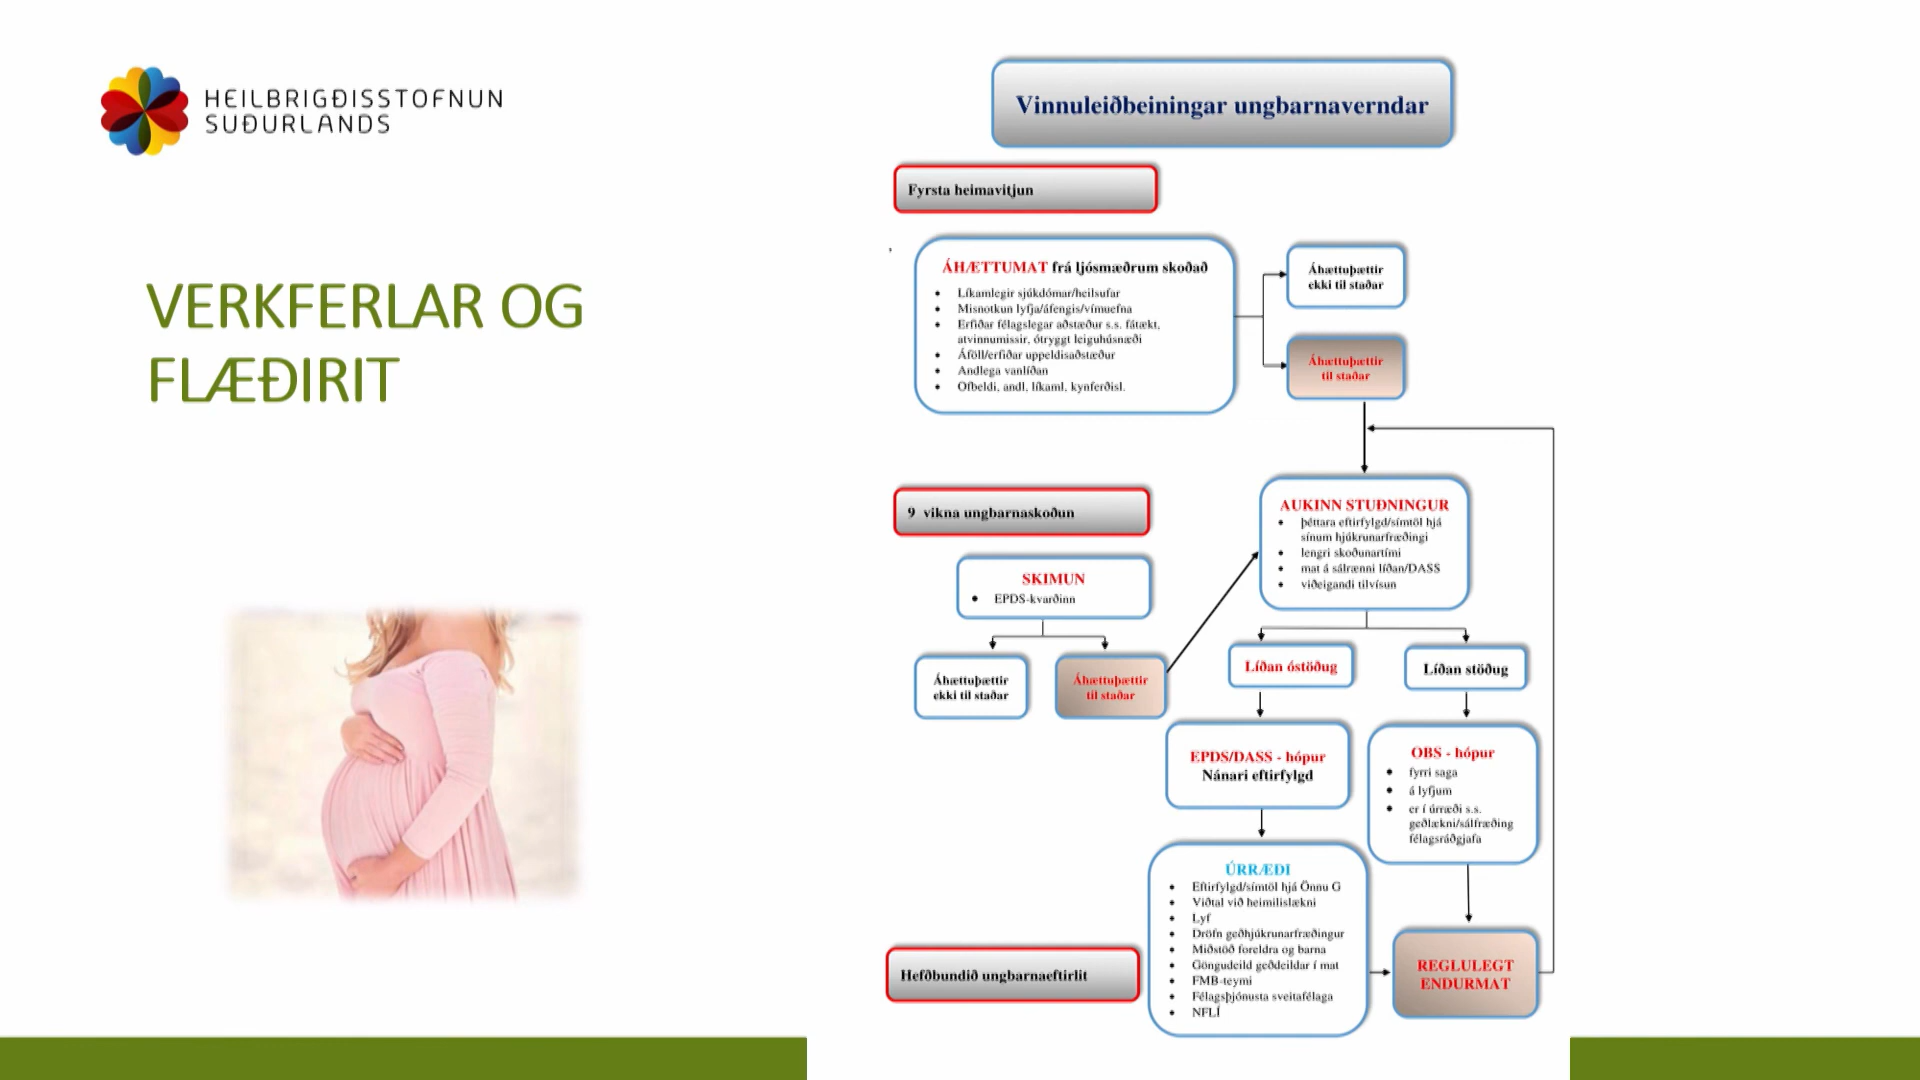 HEILBRIGÐISSTOFNUN
SUÐURLANDS
VERKFERLAR OG
FLÆÐIRIT
Vinnuleiðbeiningar ungbarnaverndar
Fyrsta heimavitjun
ÁHÆTTUMAT frá ljósmæðrum skoðað
• Líkamlegir sjúkdómar/heilsufar
• Misnotkun lyfja/áfengis/vímuefna
• Erfiðar félagslegar aðstæður s.s. fátækt,
atvinnumissir, ótryggt leiguhúsnæði
• Áföll/erfiðar uppeldisaðstæður
• Andlega vanlíðan
• Ofbeldi, andl, líkaml, kynferðisl.
Áhættuþættir
ekki til staðar
Áhættuþættir
til staðar
9 vikna ungbarnaskoðun
SKIMUN
• EPDS-kvarðinn
Áhættuþættir
ekki til staðar
Áhættuþættir
til staðar
AUKINN STUÐNINGUR
• þéttara eftirfylgd/símtöl hjá
sínum hjúkrunarfræðingi
• lengri skoðunartími
• mat á sálrænni líðan/DASS
• viðeigandi tilvísun
Líðan óstöðug
Líðan stöðug
EPDS/DASS - hópur
Nánari eftirfylgd
OBS - hópur
• fyrri saga
• á lyfjum
• er í úrræði s.s.
geðlækni/sálfræðing
félagsráðgjafa
ÚRRÆÐI
• Eftirfylgd/símtöl hjá Önnu G
• Viðtal við heimilislækni
• Lyf
• Dröfn geðhjúkrunarfræðingur
• Miðstöð foreldra og barna
• Göngudeild geðdeildar í mat
• FMB-teymi
• Félagsþjónusta sveitafélaga
• NFLÍ
Hefðbundið ungbarnaeftirlit
REGLULEGT
ENDURMAT